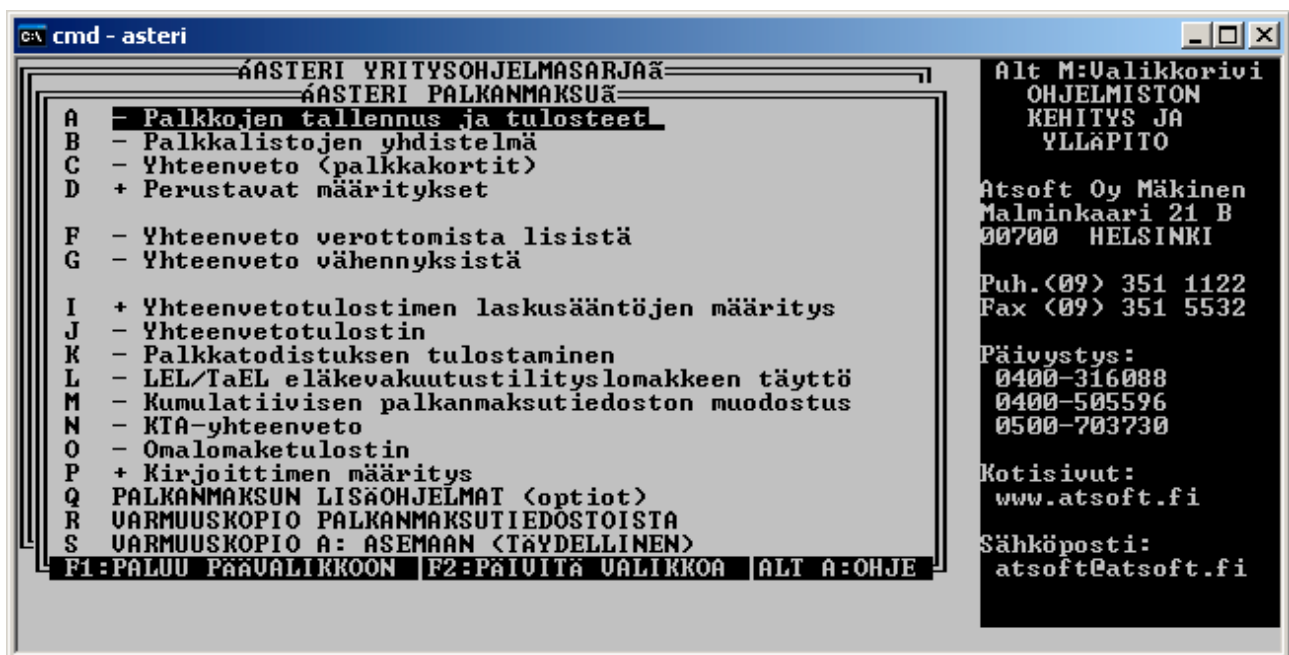 cmd - asteri
áASTERI YRITYSOHJELMASARJAã
áASTERI PALKANMAKSUã
A - Palkkojen tallennus ja tulosteet
B - Palkkalistojen yhdistelmä
C - Yhteenveto (palkkakortit)
D + Perustavat määritykset
F - Yhteenveto verottomista lisistä
G - Yhteenveto vähennyksistä
I + Yhteenvetotulostimen laskusääntöjen määritys
J - Yhteenvetotulostin
K - Palkkatodistuksen tulostaminen
L - LEL/TaEL eläkevakuutustilityslomakkeen täyttö
M - Kumulatiivisen palkanmaksutiedoston muodostus
N - KTA-yhteenveto
O - Omalomaketulostin
P + Kirjoittimen määritys
Q PALKANMAKSUN LISÄOHJELMAT (optiot)
R VARMUUSKOPIO PALKANMAKSUTIEDOSTOISTA
S VARMUUSKOPIO A: ASEMAAN (TÄYDELLINEN)
F1:PALUU PÄÄVALIKKOON |F2:PÄIVITÄ VALIKKOA |ALT A:OHJE
Alt M:Valikkorivi
OHJELMISTON
KEHITYS JA
YLLÄPITO
Atsoft Oy Mäkinen
Malminkaari 21 B
00700 HELSINKI
Puh.(09) 351 1122
Fax (09) 351 5532
Päivystys:
0400-316088
0400-505596
0500-703730
Kotisivut:
www.atsoft.fi
Sähköposti:
atsoft@atsoft.fi